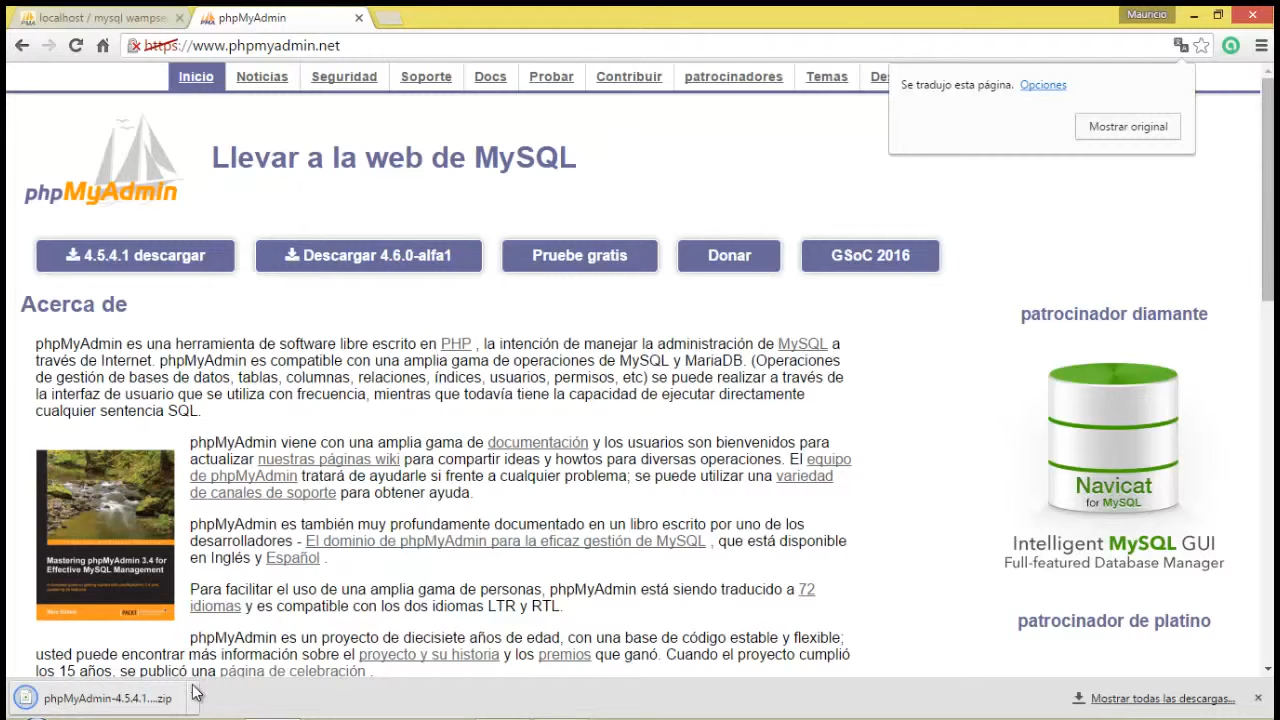 localhost / mysql wampse
phpMyAdmin
Mauricio
https://www.phpmyadmin.net
Inicio
Noticias
Seguridad
Soporte
Docs
Probar
Contribuir
patrocinadores
Temas
De
Se tradujo esta página. Opciones
Mostrar original
phpMyAdmin
Llevar a la web de MySQL
4.5.4.1 descargar
Descargar 4.6.0-alfa1
Pruebe gratis
Donar
GSoC 2016
Acerca de
phpMyAdmin es una herramienta de software libre escrito en PHP , la intención de manejar la administración de MySQL a
través de Internet. phpMyAdmin es compatible con una amplia gama de operaciones de MySQL y MariaDB. (Operaciones
de gestión de bases de datos, tablas, columnas, relaciones, índices, usuarios, permisos, etc) se puede realizar a través de
la interfaz de usuario que se utiliza con frecuencia, mientras que todavía tiene la capacidad de ejecutar directamente
cualquier sentencia SQL.
phpMyAdmin viene con una amplia gama de documentación y los usuarios son bienvenidos para
actualizar nuestras páginas wiki para compartir ideas y howtos para diversas operaciones. El equipo
de phpMyAdmin tratará de ayudarle si frente a cualquier problema; se puede utilizar una variedad
de canales de soporte para obtener ayuda.
phpMyAdmin es también muy profundamente documentado en un libro escrito por uno de los
desarrolladores - El dominio de phpMyAdmin para la eficaz gestión de MySQL , que está disponible
en Inglés y Español .
Para facilitar el uso de una amplia gama de personas, phpMyAdmin está siendo traducido a 72
idiomas y es compatible con los dos idiomas LTR y RTL.
phpMyAdmin es un proyecto de diecisiete años de edad, con una base de código estable y flexible;
usted puede encontrar más información sobre el proyecto y su historia y los premios que ganó. Cuando el proyecto cumplió
los 15 años, se publicó una página de celebración .
Mastering phpMyAdmin 3.4 for
Effective MySQL Management
patrocinador diamante
Navicat
for MySQL
Intelligent MySQL GUI
Full-featured Database Manager
patrocinador de platino
phpMyAdmin-4.5.4.1....zip
Mostrar todas las descargas...